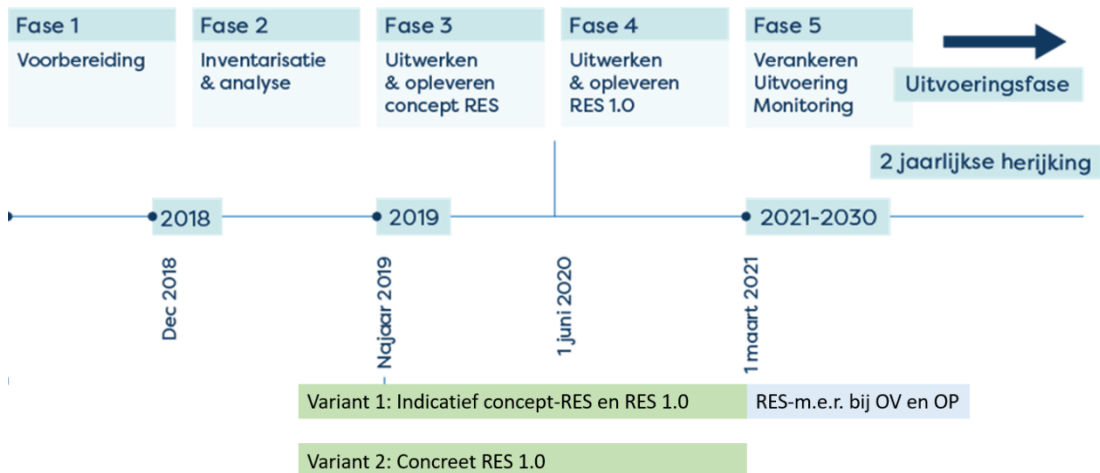 Fase 1
Voorbereiding
Fase 2
Inventarisatie
& analyse
Fase 3
Uitwerken
& opleveren
concept RES
Fase 4
Uitwerken
& opleveren
RES 1.0
Fase 5
Verankeren
Uitvoering
Monitoring
Uitvoeringsfase
2 jaarlijkse herijking
2018
2019
2021-2030
Dec 2018
Najaar 2019
1 juni 2020
1 maart 2021
Variant 1: Indicatief concept-RES en RES 1.0
RES-m.e.r. bij OV en OP
Variant 2: Concreet RES 1.0